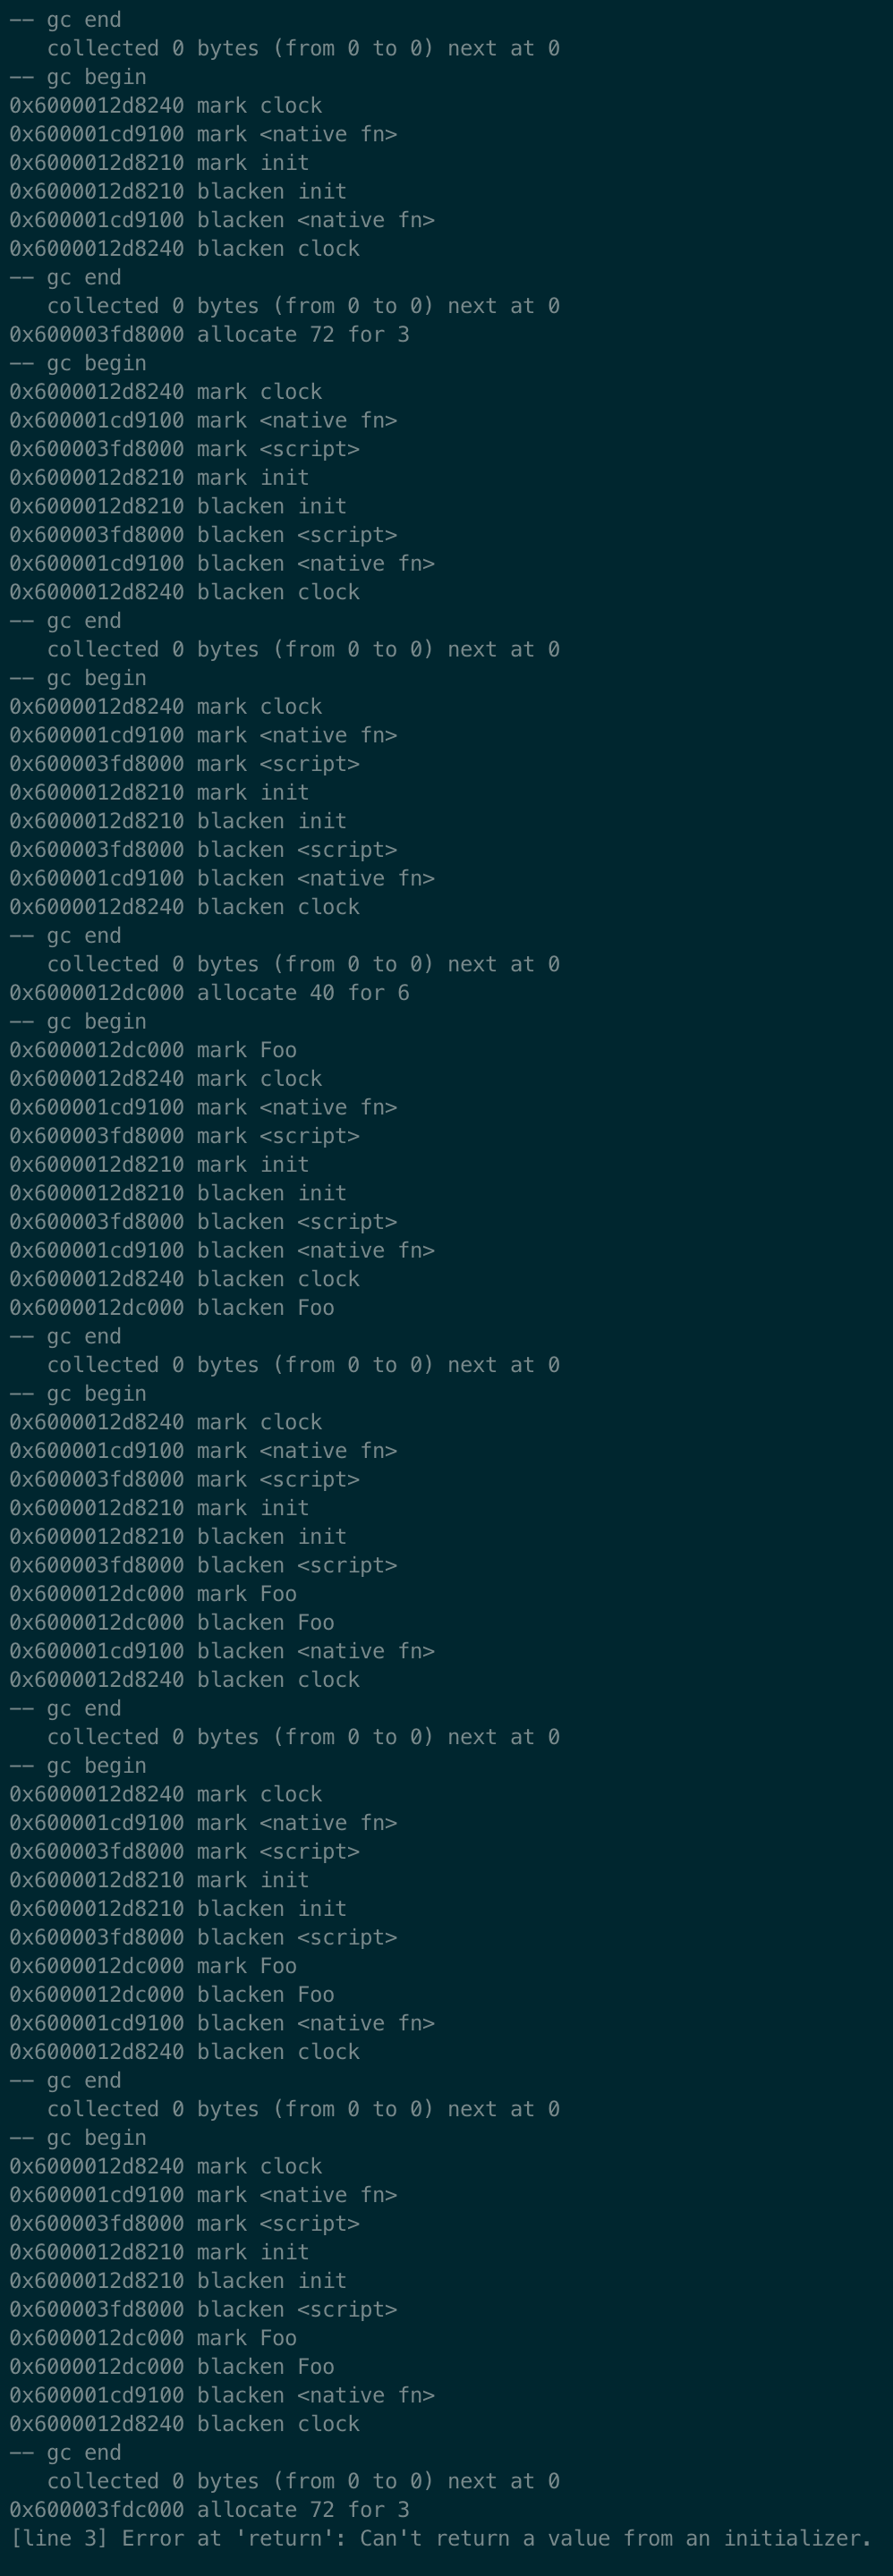 -- gc end
   collected 0 bytes (from 0 to 0) next at 0
-- gc begin
0x6000012d8240 mark clock
0x600001cd9100 mark <native fn>
0x6000012d8210 mark init
0x6000012d8210 blacken init
0x600001cd9100 blacken <native fn>
0x6000012d8240 blacken clock
-- gc end
   collected 0 bytes (from 0 to 0) next at 0
0x600003fd8000 allocate 72 for 3
-- gc begin
0x6000012d8240 mark clock
0x600001cd9100 mark <native fn>
0x600003fd8000 mark <script>
0x6000012d8210 mark init
0x6000012d8210 blacken init
0x600003fd8000 blacken <script>
0x600001cd9100 blacken <native fn>
0x6000012d8240 blacken clock
-- gc end
   collected 0 bytes (from 0 to 0) next at 0
-- gc begin
0x6000012d8240 mark clock
0x600001cd9100 mark <native fn>
0x600003fd8000 mark <script>
0x6000012d8210 mark init
0x6000012d8210 blacken init
0x600003fd8000 blacken <script>
0x600001cd9100 blacken <native fn>
0x6000012d8240 blacken clock
-- gc end
   collected 0 bytes (from 0 to 0) next at 0
0x6000012dc000 allocate 40 for 6
-- gc begin
0x6000012dc000 mark Foo
0x6000012d8240 mark clock
0x600001cd9100 mark <native fn>
0x600003fd8000 mark <script>
0x6000012d8210 mark init
0x6000012d8210 blacken init
0x600003fd8000 blacken <script>
0x600001cd9100 blacken <native fn>
0x6000012d8240 blacken clock
0x6000012dc000 blacken Foo
-- gc end
   collected 0 bytes (from 0 to 0) next at 0
-- gc begin
0x6000012d8240 mark clock
0x600001cd9100 mark <native fn>
0x600003fd8000 mark <script>
0x6000012d8210 mark init
0x6000012d8210 blacken init
0x600003fd8000 blacken <script>
0x6000012dc000 mark Foo
0x6000012dc000 blacken Foo
0x600001cd9100 blacken <native fn>
0x6000012d8240 blacken clock
-- gc end
   collected 0 bytes (from 0 to 0) next at 0
-- gc begin
0x6000012d8240 mark clock
0x600001cd9100 mark <native fn>
0x600003fd8000 mark <script>
0x6000012d8210 mark init
0x6000012d8210 blacken init
0x600003fd8000 blacken <script>
0x6000012dc000 mark Foo
0x6000012dc000 blacken Foo
0x600001cd9100 blacken <native fn>
0x6000012d8240 blacken clock
-- gc end
   collected 0 bytes (from 0 to 0) next at 0
-- gc begin
0x6000012d8240 mark clock
0x600001cd9100 mark <native fn>
0x600003fd8000 mark <script>
0x6000012d8210 mark init
0x6000012d8210 blacken init
0x600003fd8000 blacken <script>
0x6000012dc000 mark Foo
0x6000012dc000 blacken Foo
0x600001cd9100 blacken <native fn>
0x6000012d8240 blacken clock
-- gc end
   collected 0 bytes (from 0 to 0) next at 0
0x600003fdc000 allocate 72 for 3
[line 3] Error at 'return': Can't return a value from an initializer.